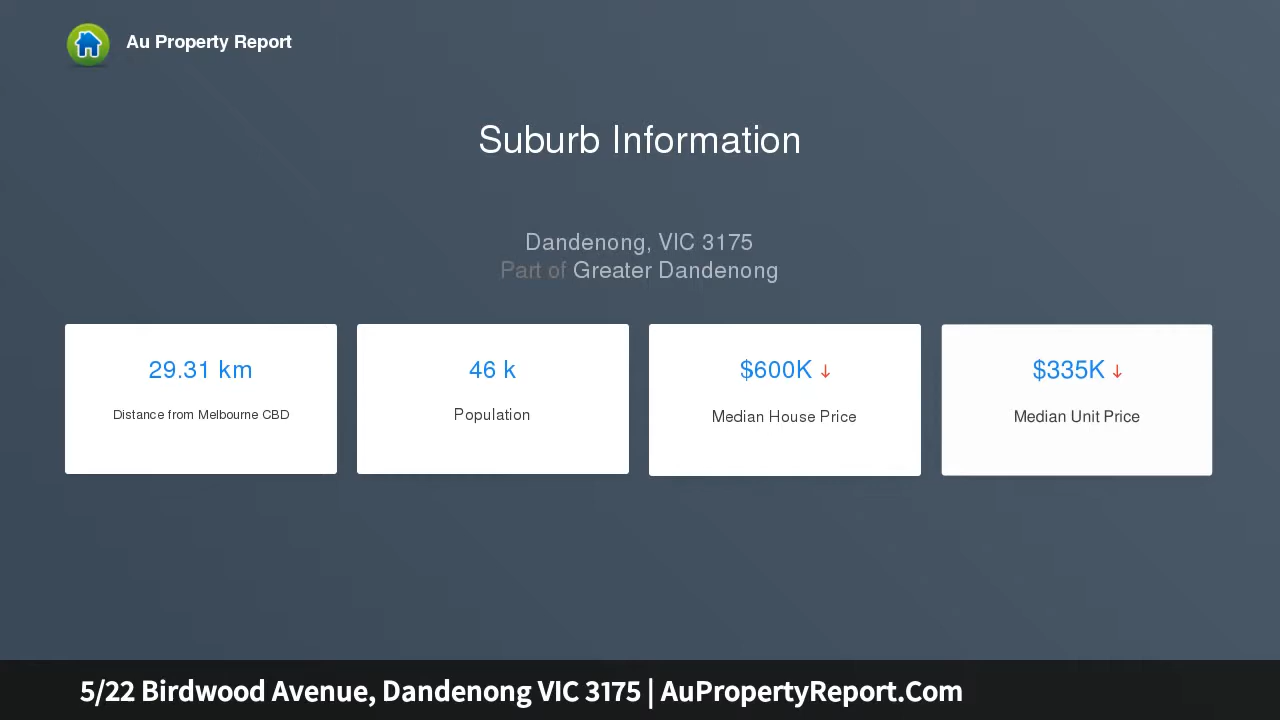 Au Property Report
Suburb Information
Dandenong, VIC 3175
Part of Greater Dandenong
29.31 km
Distance from Melbourne CBD
46 k
Population
$600K ↓
Median House Price
$335K ↓
Median Unit Price
5/22 Birdwood Avenue, Dandenong VIC 3175 | AuPropertyReport.Com